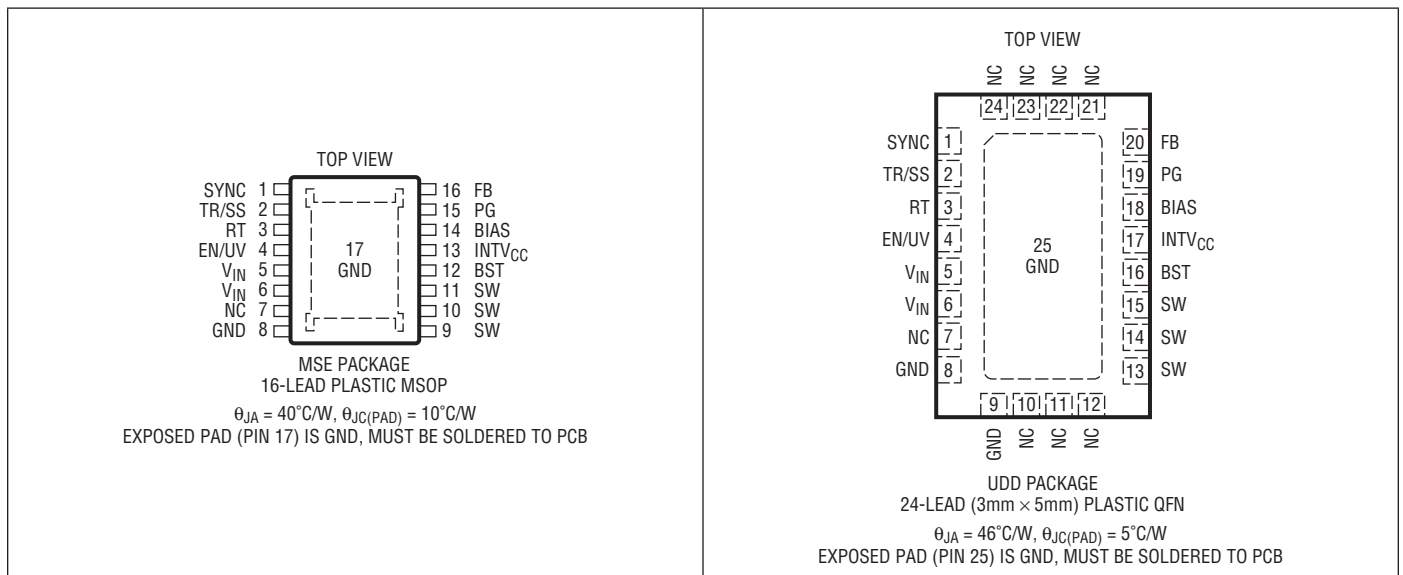 TOP VIEW
SYNC 1
TR/SS 2
RT 3
EN/UV 4
VIN 5
VIN 6
NC 7
GND 8
17
GND
16 FB
15 PG
14 BIAS
13 INTVCC
12 BST
11 SW
10 SW
9 SW
MSE PACKAGE
16-LEAD PLASTIC MSOP
θJA = 40°C/W, θJC(PAD) = 10°C/W
EXPOSED PAD (PIN 17) IS GND, MUST BE SOLDERED TO PCB
TOP VIEW
NC NC NC NC
24 23 22 21
SYNC 1
TR/SS 2
RT 3
EN/UV 4
VIN 5
VIN 6
NC 7
GND 8
25
GND
20 FB
19 PG
18 BIAS
17 INTVCC
16 BST
15 SW
14 SW
13 SW
9 10 11 12
GND NC NC NC
UDD PACKAGE
24-LEAD (3mm × 5mm) PLASTIC QFN
θJA = 46°C/W, θJC(PAD) = 5°C/W
EXPOSED PAD (PIN 25) IS GND, MUST BE SOLDERED TO PCB